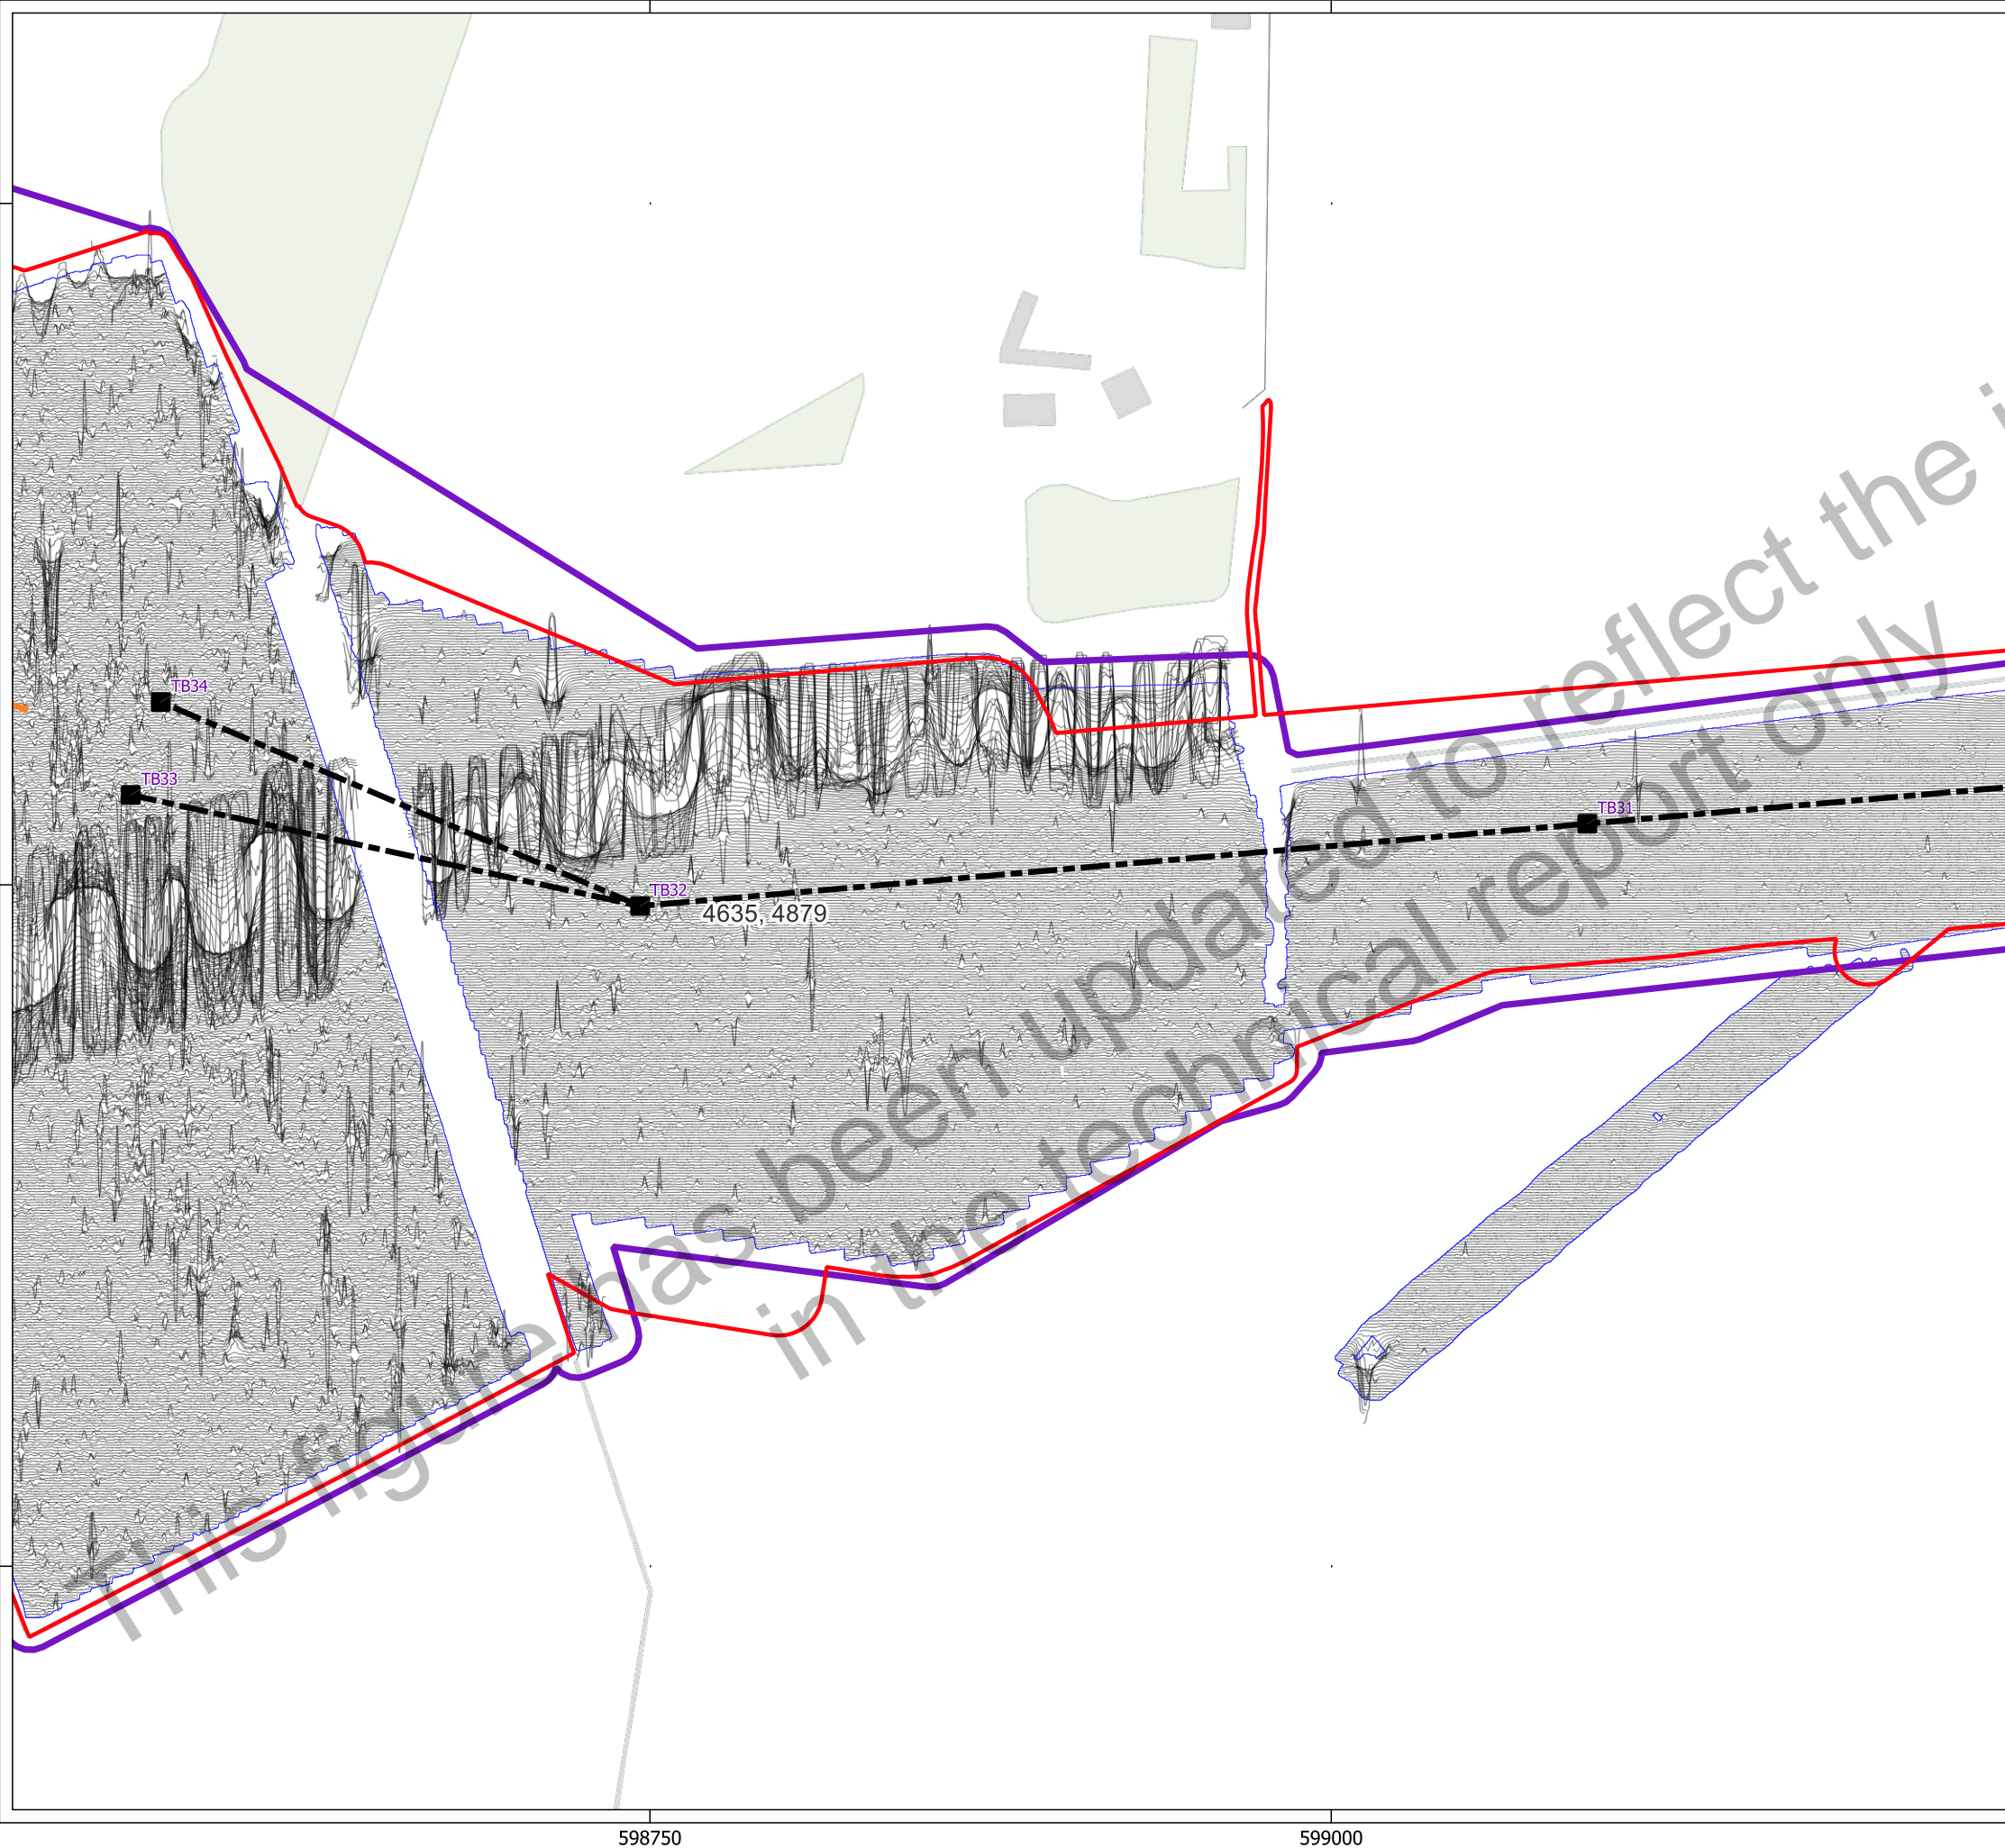 TB34
TB33
TB32
4635, 4879
TB31
This figure has been updated to reflect the i
in the technical report only
598750
599000